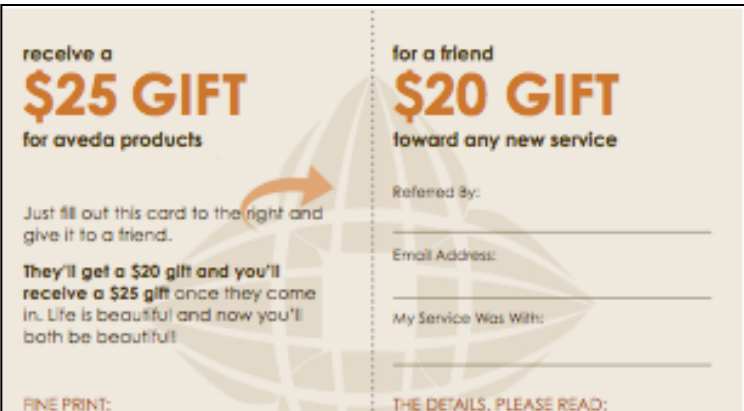 receive a
$25 GIFT
for aveda products
Just fill out this card to the right and
give it to a friend.
They'll get a $20 gift and you'll
receive a $25 gift once they come
in. Life is beautiful and now you'll
both be beautiful!
FINE PRINT:
for a friend
$20 GIFT
toward any new service
Referred By:
Email Address:
My Service Was With:
THE DETAILS, PLEASE READ: